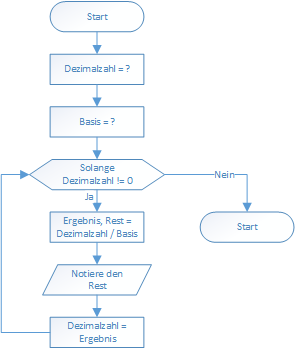 Start
Dezimalzahl = ?
Basis = ?
Solange
Dezimalzahl != 0
Nein
Ja
Start
Ergebnis, Rest =
Dezimalzahl / Basis
Notiere den
Rest
Dezimalzahl =
Ergebnis